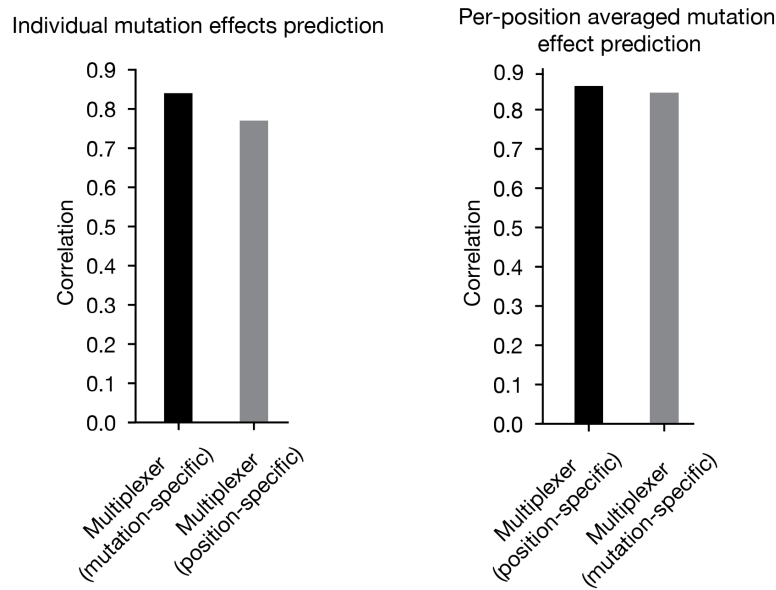 Individual mutation effects prediction
0.9
0.8
0.7
0.6
0.5
0.4
0.3
0.2
0.1
0.0
Correlation
Multiplexer
(mutation-specific)
Multiplexer
(position-specific)
Per-position averaged mutation
effect prediction
0.9
0.8
0.7
0.6
0.5
0.4
0.3
0.2
0.1
0.0
Correlation
Multiplexer
(position-specific)
Multiplexer
(mutation-specific)